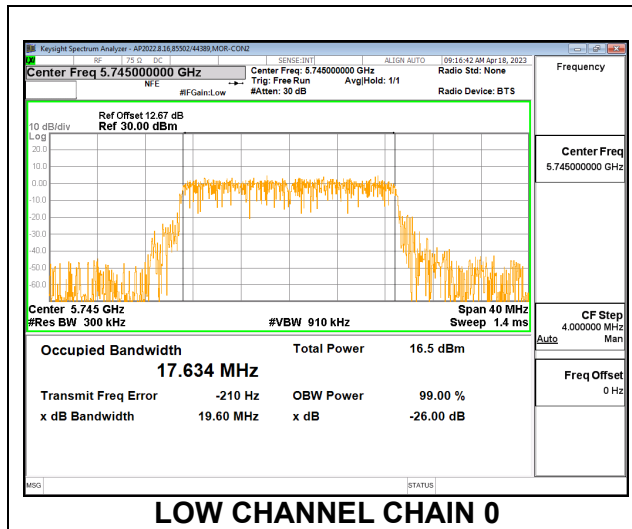 Keysight Spectrum Analyzer - AP2022.8.16,85502/44389,MOR-CON2
RF 75 Ω DC SENSE:INT ALIGN AUTO 09:16:42 AM Apr 18, 2023
Center Freq 5.745000000 GHz
NFE
#IFGain:Low
Center Freq: 5.745000000 GHz
Trig: Free Run Avg|Hold: 1/1
#Atten: 30 dB
Radio Std: None
Radio Device: BTS
Frequency
Ref Offset 12.67 dB
10 dB/div Ref 30.00 dBm
Log
20.0
10.0
0.00
-10.0
-20.0
-30.0
-40.0
-50.0
-60.0
Center 5.745 GHz Span 40 MHz
#Res BW 300 kHz #VBW 910 kHz Sweep 1.4 ms
Occupied Bandwidth Total Power 16.5 dBm
17.634 MHz
Transmit Freq Error -210 Hz OBW Power 99.00 %
x dB Bandwidth 19.60 MHz x dB -26.00 dB
Center Freq
5.745000000 GHz
CF Step
4.000000 MHz
Auto Man
Freq Offset
0 Hz
MSG STATUS
LOW CHANNEL CHAIN 0